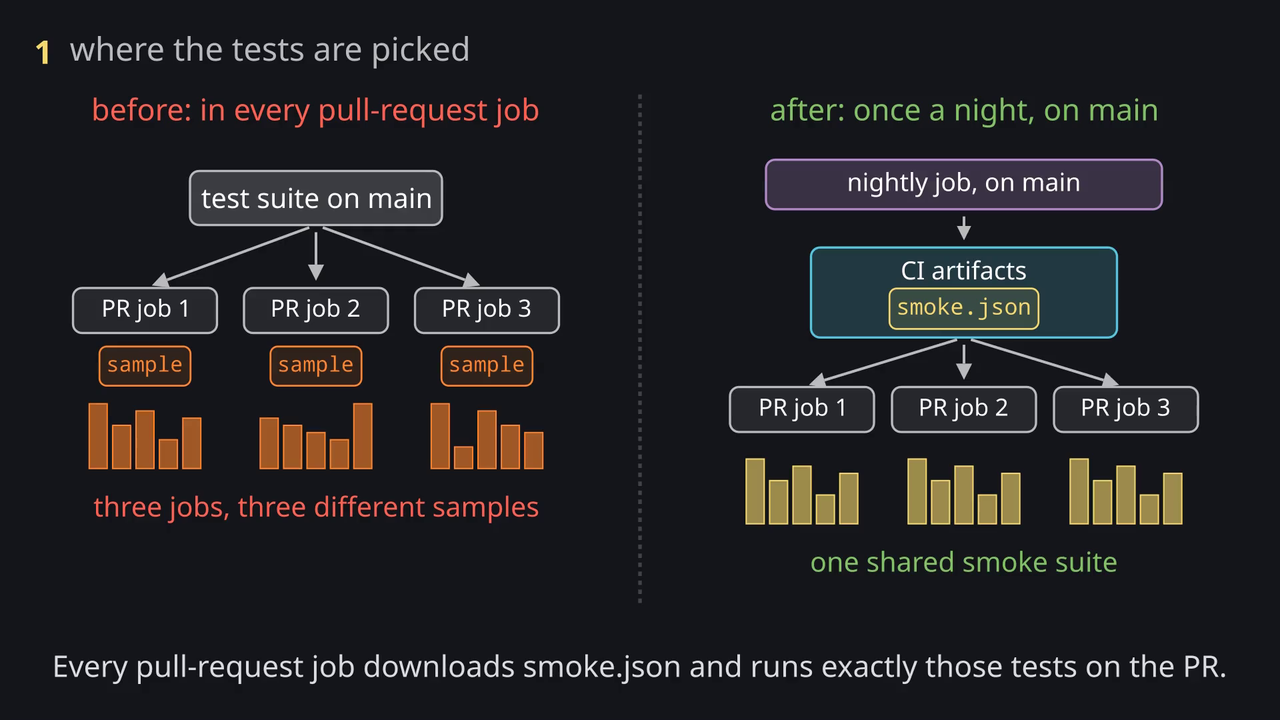 1 where the tests are picked
before: in every pull-request job
test suite on main
PR job 1
PR job 2
PR job 3
sample
sample
sample
three jobs, three different samples
after: once a night, on main
nightly job, on main
CI artifacts
smoke.json
PR job 1
PR job 2
PR job 3
one shared smoke suite
Every pull-request job downloads smoke.json and runs exactly those tests on the PR.